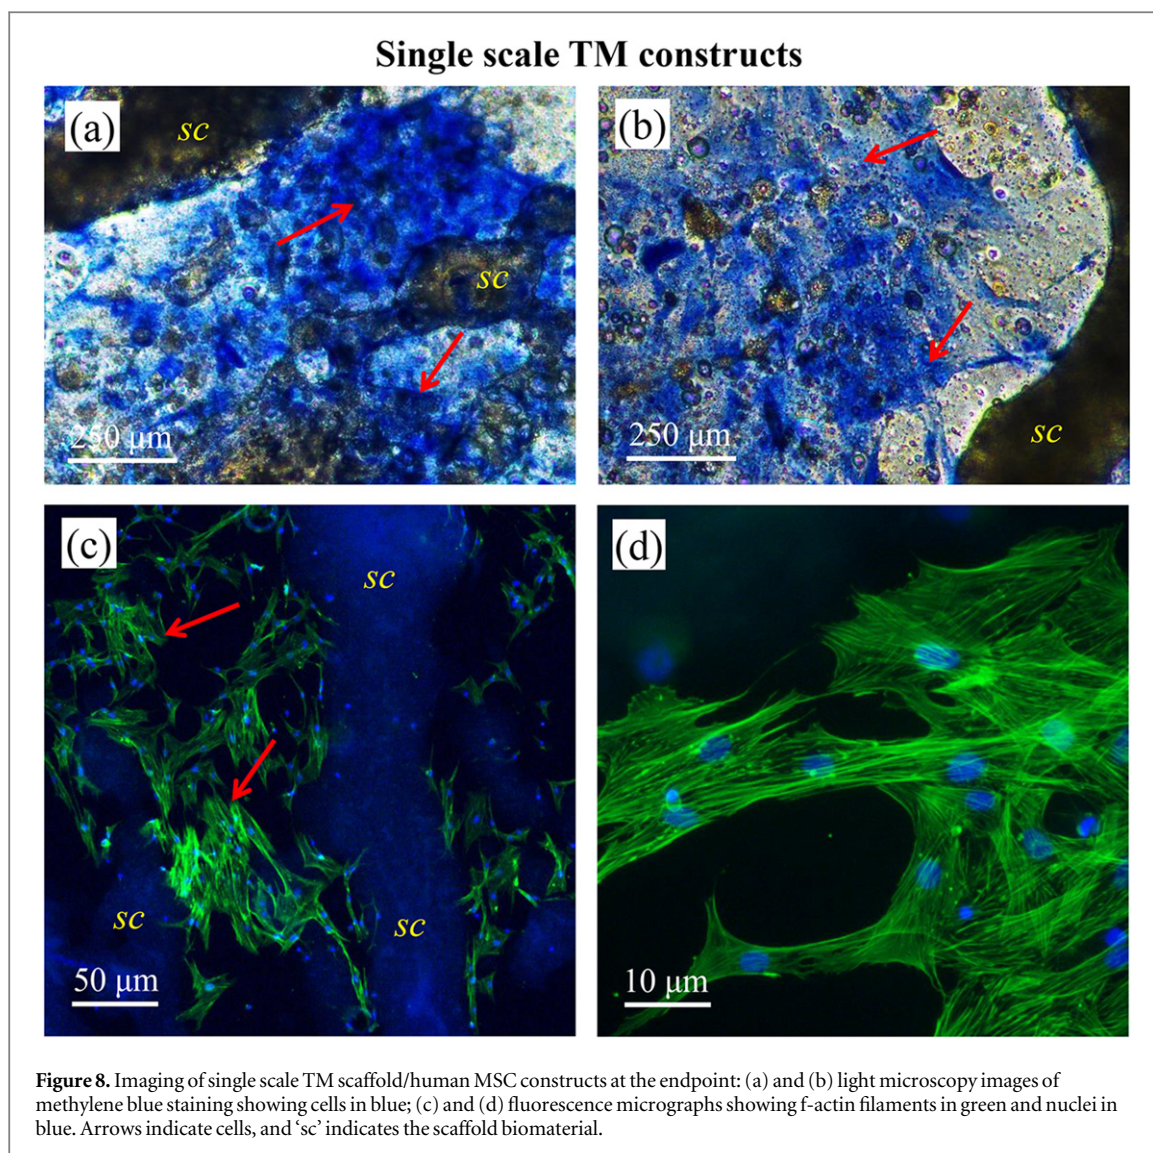 Single scale TM constructs
(a)
sc
sc
250 µm
(b)
sc
250 µm
(c)
sc
sc
sc
50 µm
(d)
10 µm
Figure 8. Imaging of single scale TM scaffold/human MSC constructs at the endpoint: (a) and (b) light microscopy images of
methylene blue staining showing cells in blue; (c) and (d) fluorescence micrographs showing f-actin filaments in green and nuclei in
blue. Arrows indicate cells, and ‘sc’ indicates the scaffold biomaterial.